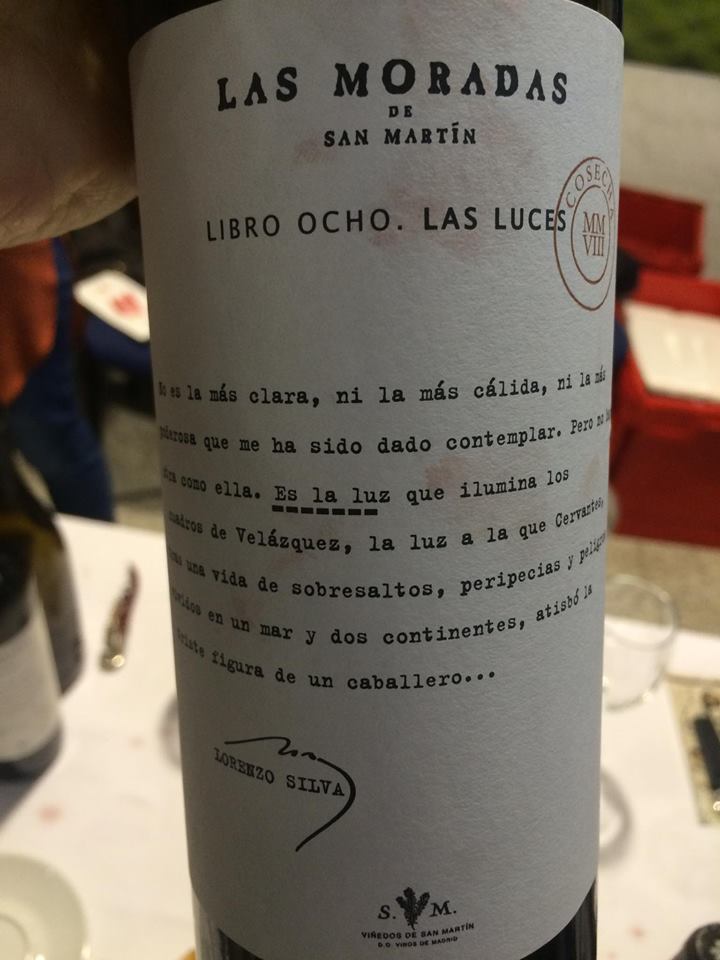 LAS MORADAS
DE
SAN MARTÍN
LIBRO OCHO. LAS LUCES
COSECHA
MM
VIII
No es la más clara, ni la más cálida, ni la más
poderosa que me ha sido dado contemplar. Pero no hay
otra como ella. Es la luz que ilumina los
cuadros de Velázquez, la luz a la que Cervantes,
tras una vida de sobresaltos, peripecias y peligros
vividos en un mar y dos continentes, atisbó la
triste figura de un caballero...
LORENZO SILVA
S. M.
VIÑEDOS DE SAN MARTÍN
D.O. VINOS DE MADRID